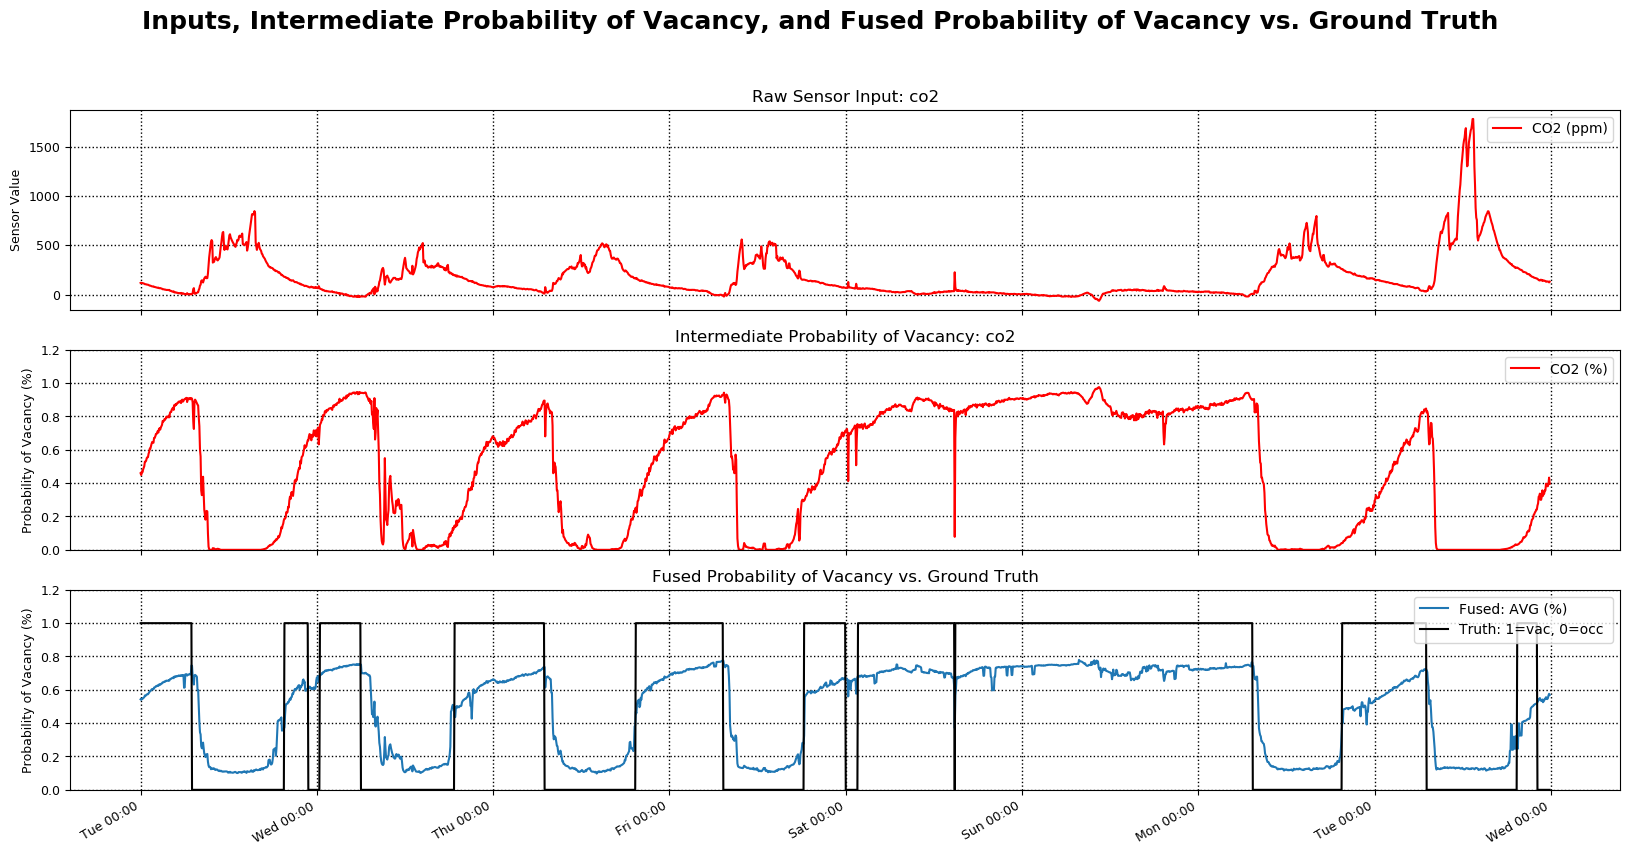 Inputs, Intermediate Probability of Vacancy, and Fused Probability of Vacancy vs. Ground Truth
Raw Sensor Input: co2
Sensor Value
1500
1000
500
0
CO2 (ppm)
Intermediate Probability of Vacancy: co2
Probability of Vacancy (%)
1.2
1.0
0.8
0.6
0.4
0.2
0.0
CO2 (%)
Fused Probability of Vacancy vs. Ground Truth
Probability of Vacancy (%)
1.2
1.0
0.8
0.6
0.4
0.2
0.0
Fused: AVG (%)
Truth: 1=vac, 0=occ
Tue 00:00
Wed 00:00
Thu 00:00
Fri 00:00
Sat 00:00
Sun 00:00
Mon 00:00
Tue 00:00
Wed 00:00